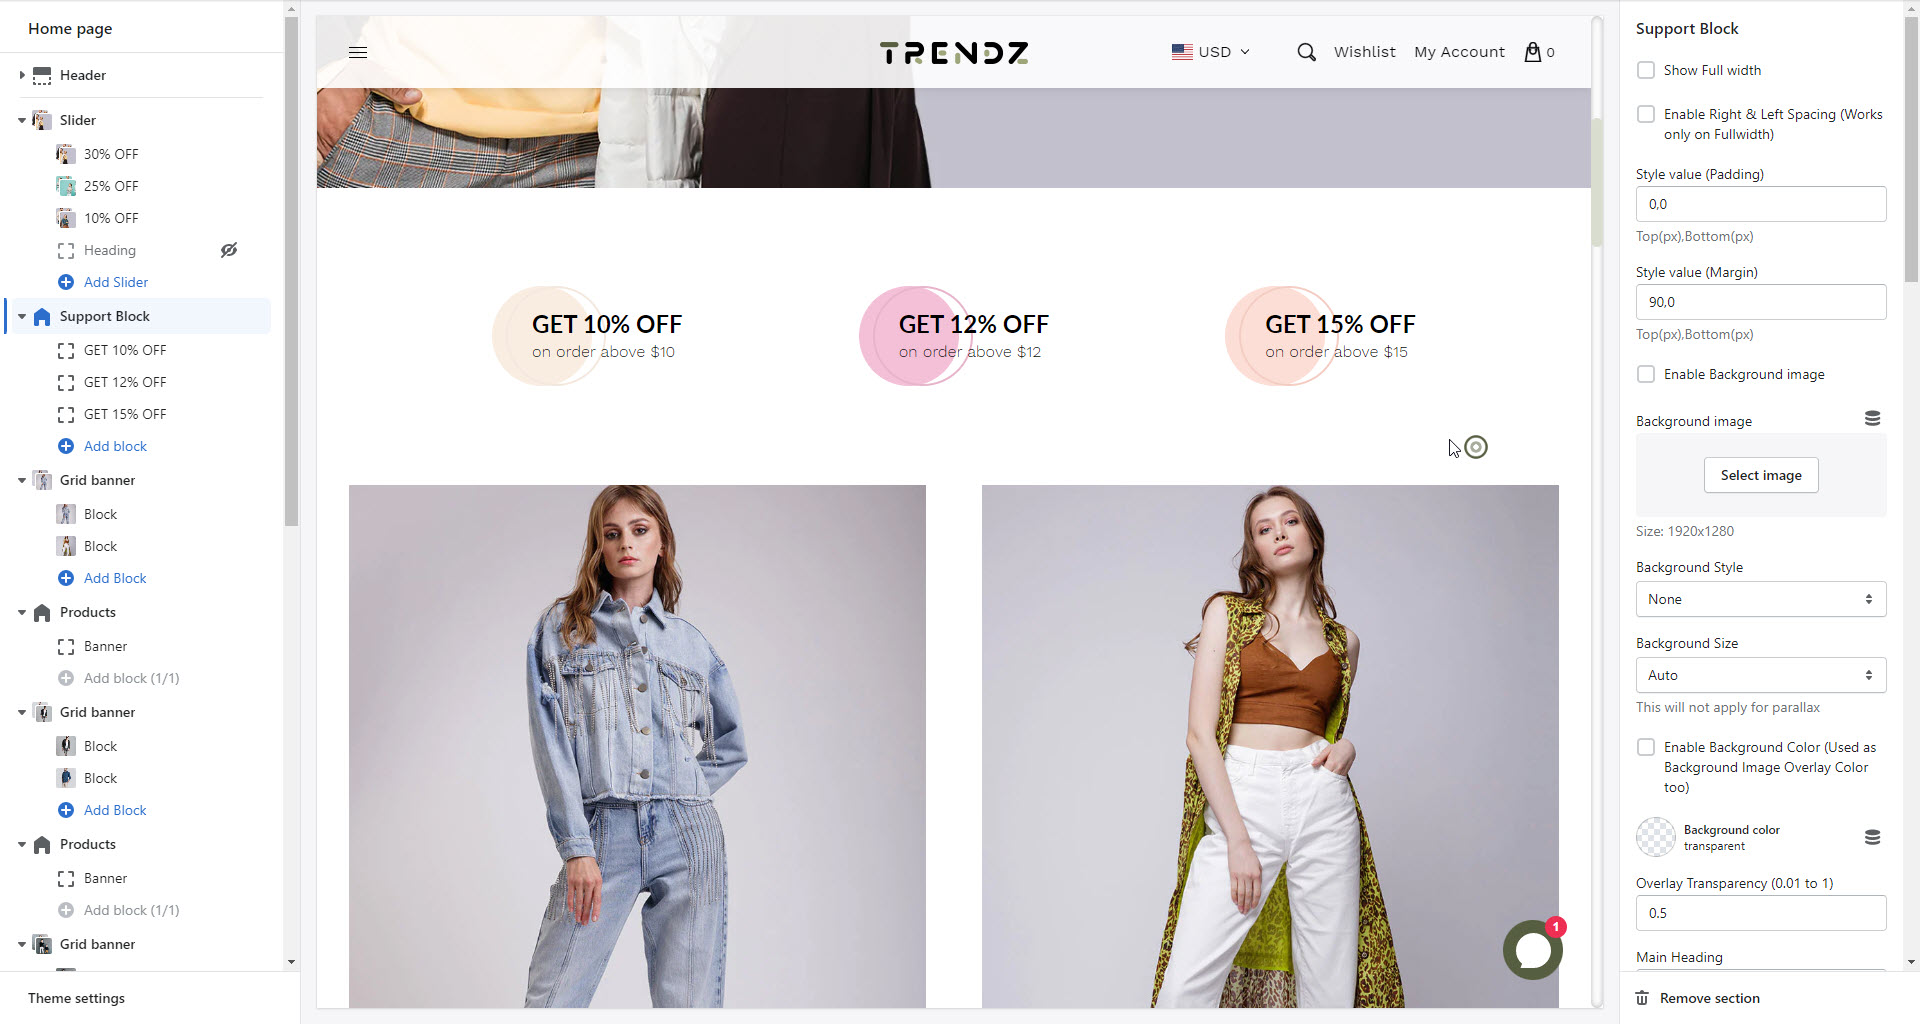 Home page
Header
Slider
30% OFF
25% OFF
10% OFF
Heading
Add Slider
Support Block
GET 10% OFF
GET 12% OFF
GET 15% OFF
Add block
Grid banner
Block
Block
Add Block
Products
Banner
Add block (1/1)
Grid banner
Block
Block
Add Block
Products
Banner
Add block (1/1)
Grid banner
Theme settings
TRENDZ
USD
Wishlist
My Account
0
GET 10% OFF
on order above $10
GET 12% OFF
on order above $12
GET 15% OFF
on order above $15
1
Support Block
Show Full width
Enable Right & Left Spacing (Works
only on Fullwidth)
Style value (Padding)
0,0
Top(px),Bottom(px)
Style value (Margin)
90,0
Top(px),Bottom(px)
Enable Background image
Background image
Select image
Size: 1920x1280
Background Style
None
Background Size
Auto
This will not apply for parallax
Enable Background Color (Used as
Background Image Overlay Color
too)
Background color
transparent
Overlay Transparency (0.01 to 1)
0.5
Main Heading
Remove section